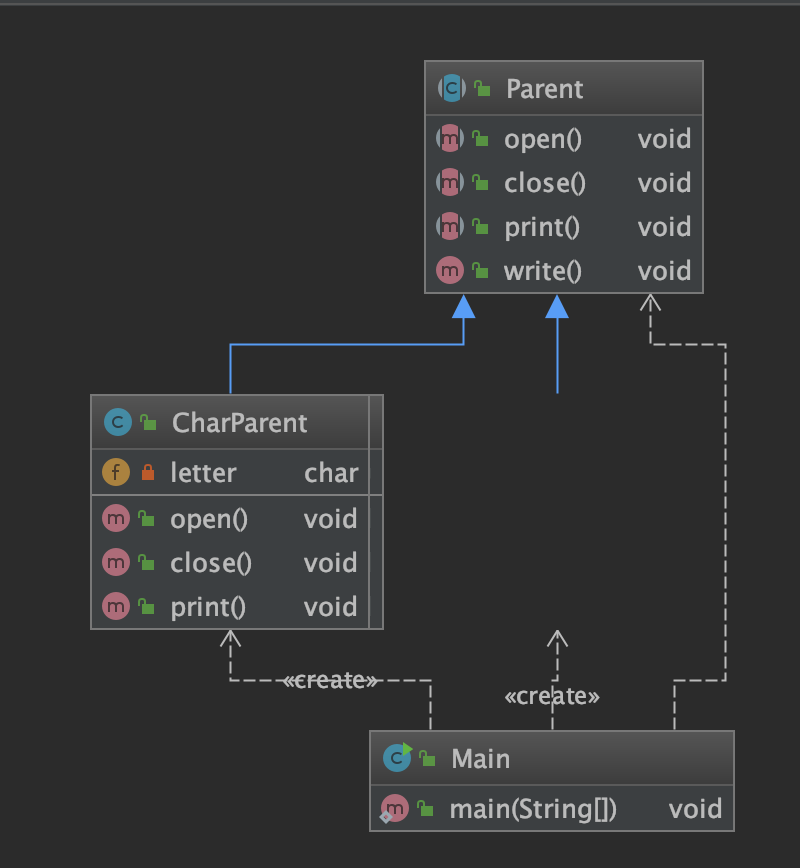 Parent
open() void
close() void
print() void
write() void
CharParent
letter char
open() void
close() void
print() void
«create»
«create»
Main
main(String[]) void